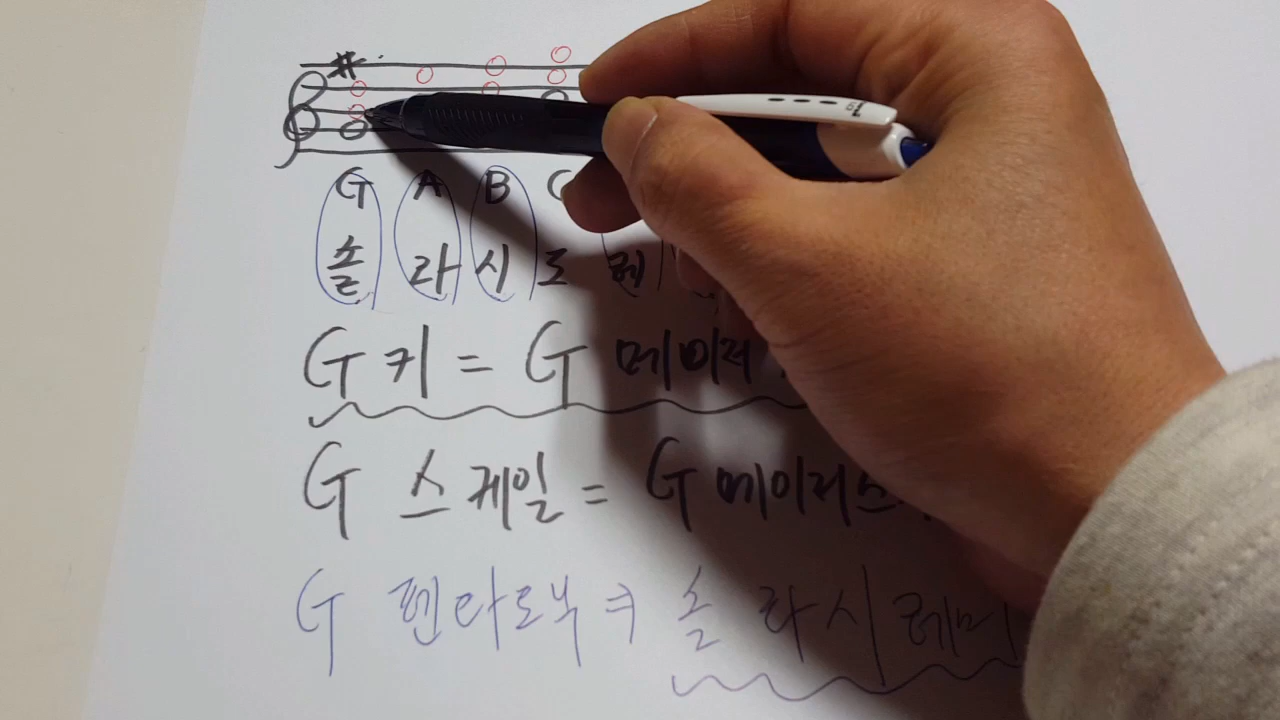 #
G A B C
솔 라 시 도 레
G 키 = G 메이저
G 스케일 = G 메이저스
G 펜타토닉 솔 라 시 레 미